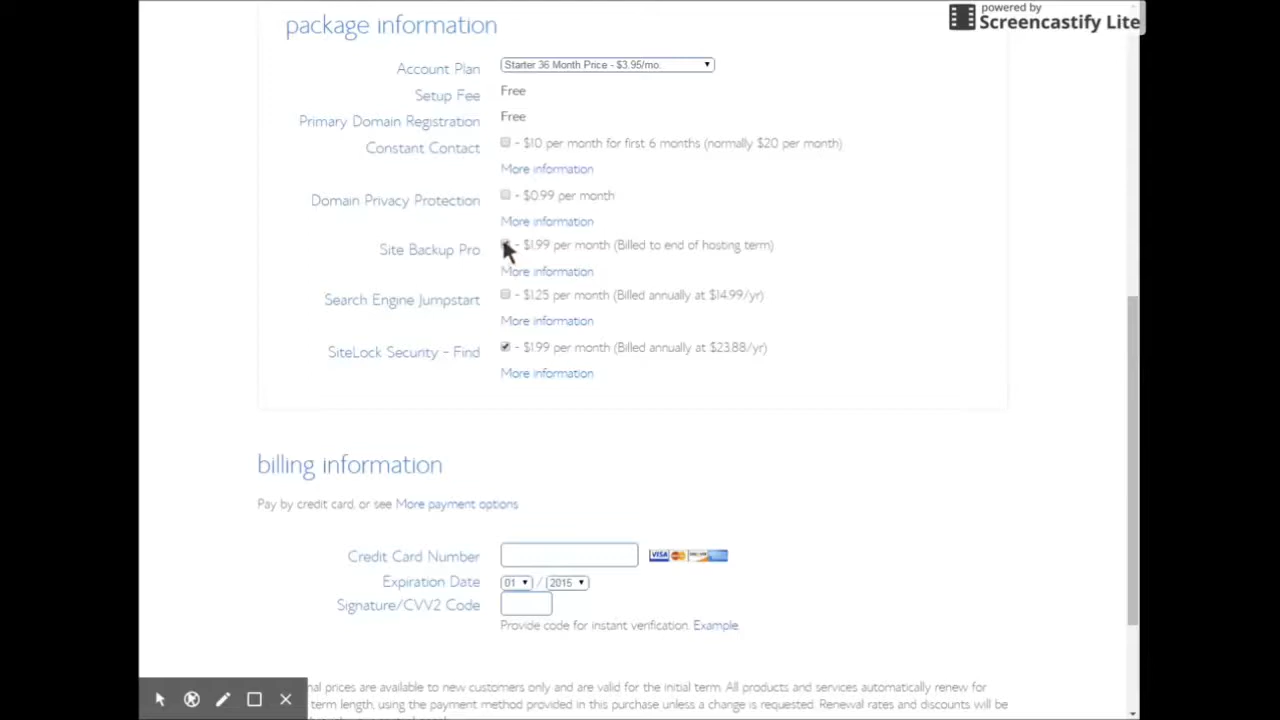 powered by
Screencastify Lite
package information
Account Plan Starter 36 Month Price - $3.95/mo.
Setup Fee Free
Primary Domain Registration Free
Constant Contact - $10 per month for first 6 months (normally $20 per month)
More information
Domain Privacy Protection - $0.99 per month
More information
Site Backup Pro - $1.99 per month (Billed to end of hosting term)
More information
Search Engine Jumpstart - $1.25 per month (Billed annually at $14.99/yr)
More information
SiteLock Security - Find - $1.99 per month (Billed annually at $23.88/yr)
More information
billing information
Pay by credit card, or see More payment options
Credit Card Number VISA
Expiration Date 01 / 2015
Signature/CVV2 Code
Provide code for instant verification. Example.
prices are available to new customers only and are valid for the initial term. All products and services automatically renew for
term length, using the payment method provided in this purchase unless a change is requested. Renewal rates and discounts will be